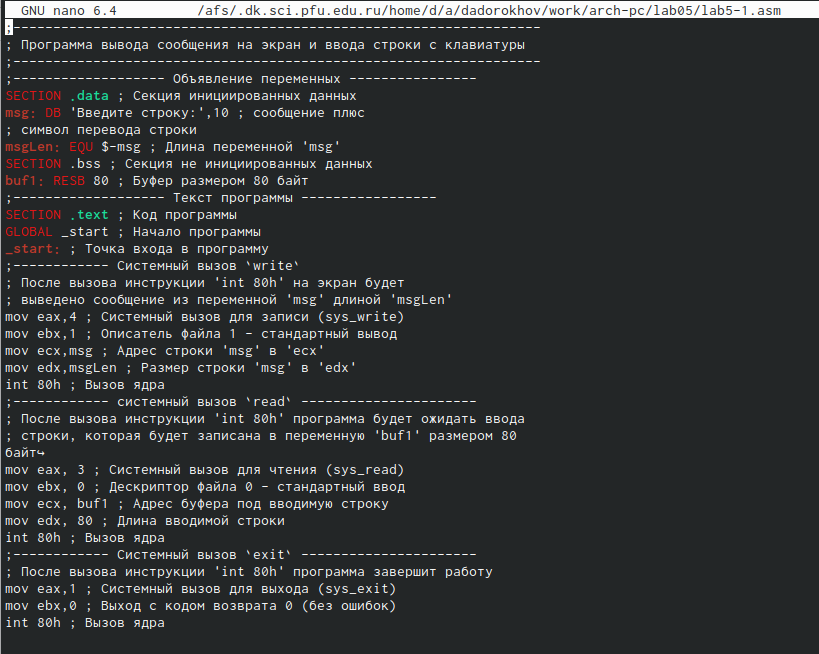 GNU nano 6.4 /afs/.dk.sci.pfu.edu.ru/home/d/a/dadorokhov/work/arch-pc/lab05/lab5-1.asm
;------------------------------------------------------------------
; Программа вывода сообщения на экран и ввода строки с клавиатуры
;------------------------------------------------------------------
;------------------- Объявление переменных ----------------
SECTION .data ; Секция инициированных данных
msg: DB 'Введите строку:',10 ; сообщение плюс
; символ перевода строки
msgLen: EQU $-msg ; Длина переменной 'msg'
SECTION .bss ; Секция не инициированных данных
buf1: RESB 80 ; Буфер размером 80 байт
;------------------- Текст программы -----------------
SECTION .text ; Код программы
GLOBAL _start ; Начало программы
_start: ; Точка входа в программу
;------------ Системный вызов `write`
; После вызова инструкции 'int 80h' на экран будет
; выведено сообщение из переменной 'msg' длиной 'msgLen'
mov eax,4 ; Системный вызов для записи (sys_write)
mov ebx,1 ; Описатель файла 1 - стандартный вывод
mov ecx,msg ; Адрес строки 'msg' в 'ecx'
mov edx,msgLen ; Размер строки 'msg' в 'edx'
int 80h ; Вызов ядра
;------------ системный вызов `read` ----------------------
; После вызова инструкции 'int 80h' программа будет ожидать ввода
; строки, которая будет записана в переменную 'buf1' размером 80
байт↪
mov eax, 3 ; Системный вызов для чтения (sys_read)
mov ebx, 0 ; Дескриптор файла 0 - стандартный ввод
mov ecx, buf1 ; Адрес буфера под вводимую строку
mov edx, 80 ; Длина вводимой строки
int 80h ; Вызов ядра
;------------ Системный вызов `exit` ----------------------
; После вызова инструкции 'int 80h' программа завершит работу
mov eax,1 ; Системный вызов для выхода (sys_exit)
mov ebx,0 ; Выход с кодом возврата 0 (без ошибок)
int 80h ; Вызов ядра